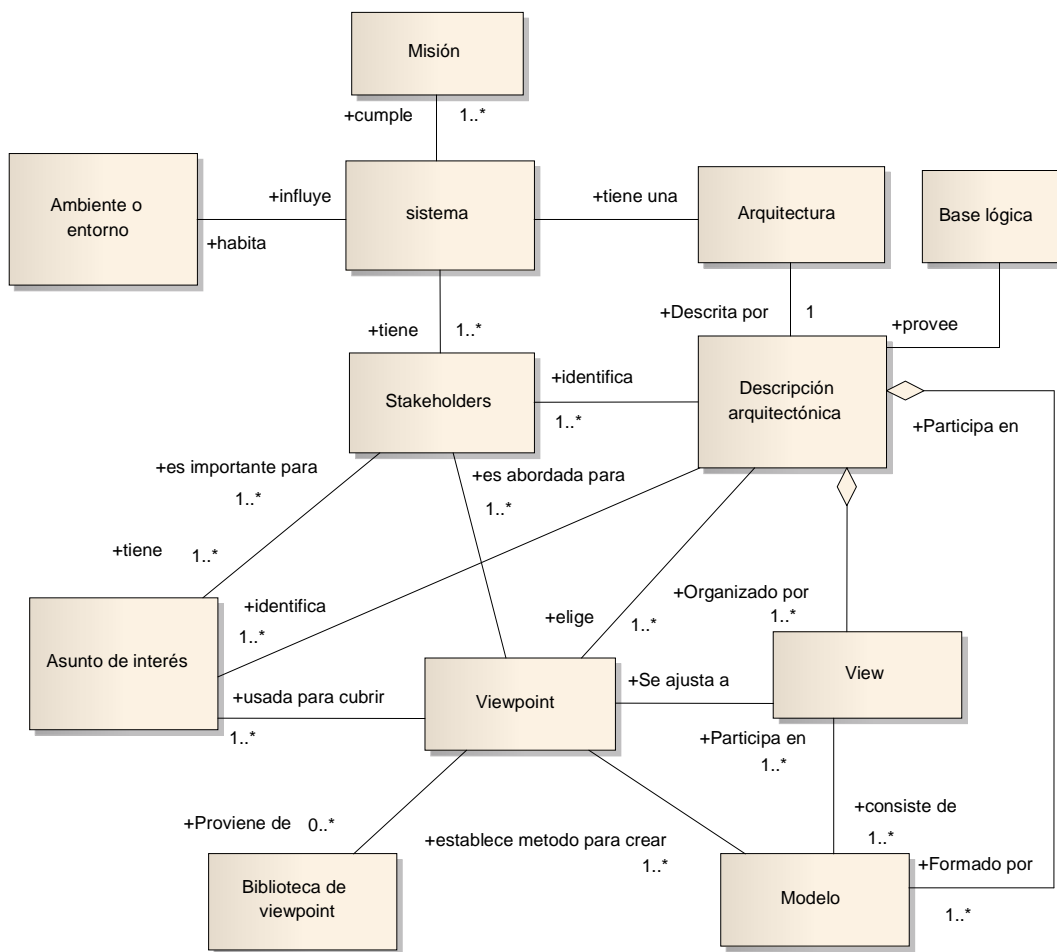 Misión
+cumple
1..*
Ambiente o
entorno
+influye
+habita
sistema
+tiene una
Arquitectura
Base lógica
+tiene
1..*
+Descrita por
1
+provee
Stakeholders
+identifica
1..*
Descripción
arquitectónica
+Participa en
+es importante para
1..*
+es abordada para
1..*
+tiene
1..*
+identifica
1..*
+elige
1..*
+Organizado por
1..*
Asunto de interés
+usada para cubrir
1..*
Viewpoint
+Se ajusta a
View
+Participa en
1..*
+Proviene de
0..*
+establece metodo para crear
1..*
+consiste de
1..*
+Formado por
1..*
Biblioteca de
viewpoint
Modelo